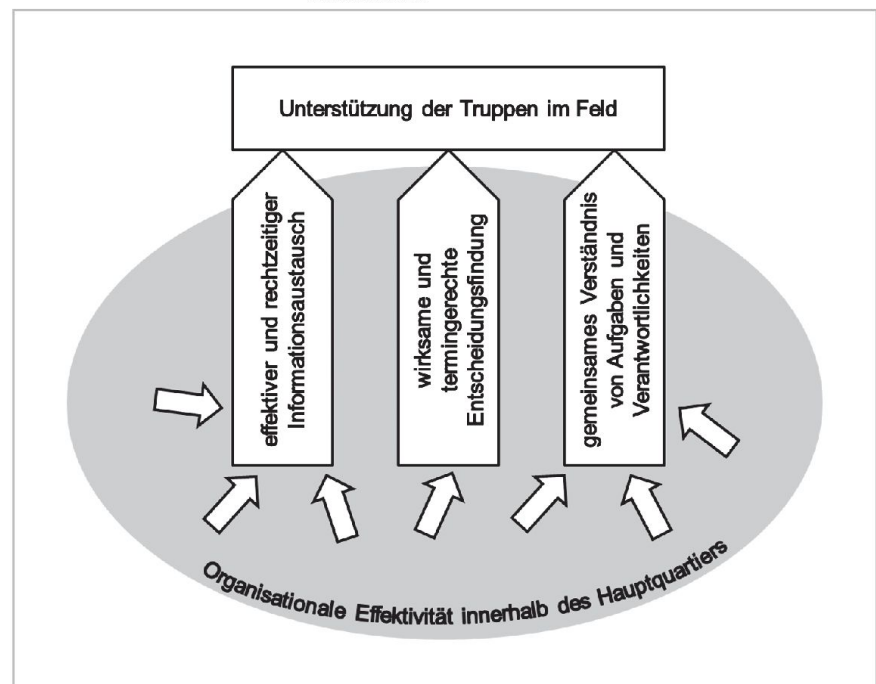 Unterstützung der Truppen im Feld
effektiver und rechtzeitiger
Informationsaustausch
wirksame und
termingerechte
Entscheidungsfindung
gemeinsames Verständnis
von Aufgaben und
Verantwortlichkeiten
Organisationale Effektivität innerhalb des Hauptquartiers